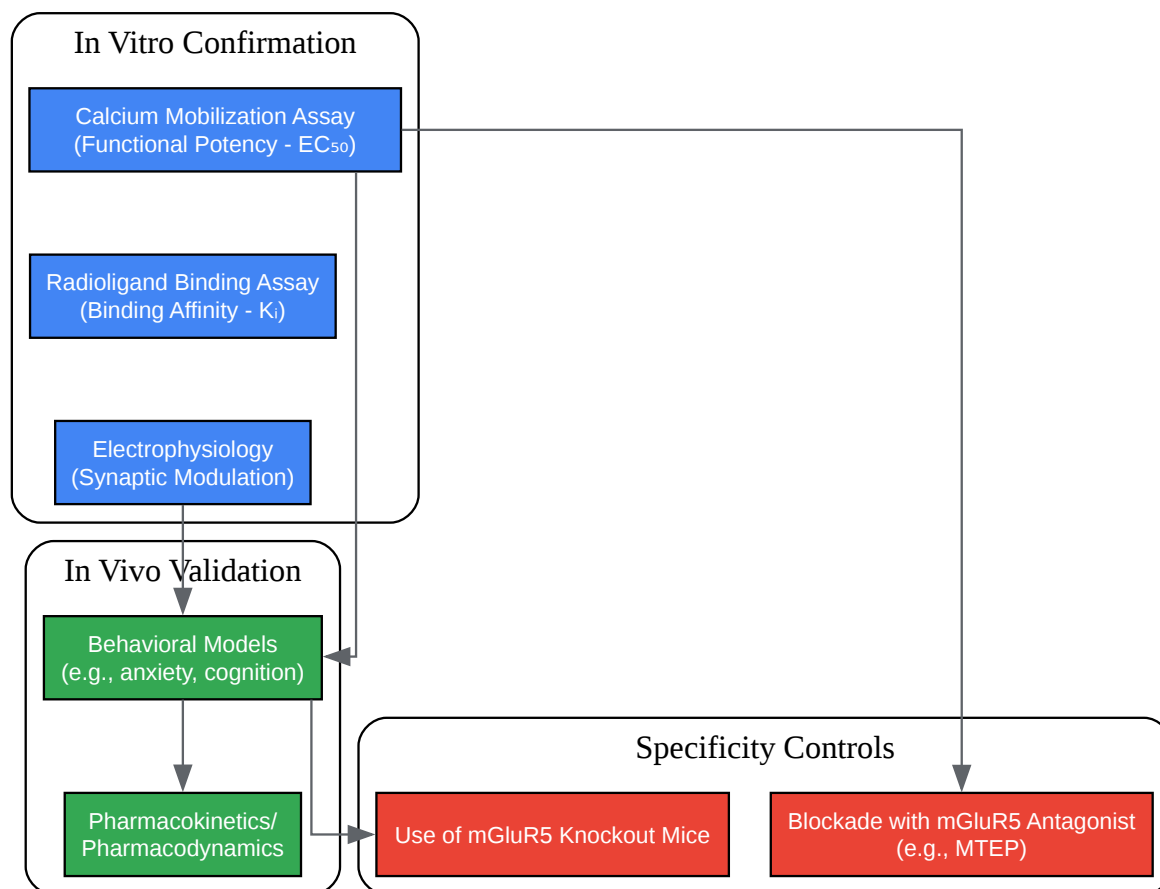 In Vitro Confirmation
Calcium Mobilization Assay
(Functional Potency - EC₅₀)
Radioligand Binding Assay
(Binding Affinity - Kᵢ)
Electrophysiology
(Synaptic Modulation)
In Vivo Validation
Behavioral Models
(e.g., anxiety, cognition)
Pharmacokinetics/
Pharmacodynamics
Specificity Controls
Use of mGluR5 Knockout Mice
Blockade with mGluR5 Antagonist
(e.g., MTEP)